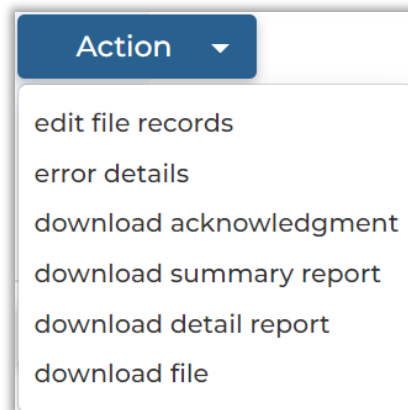 Action
edit file records
error details
download acknowledgment
download summary report
download detail report
download file